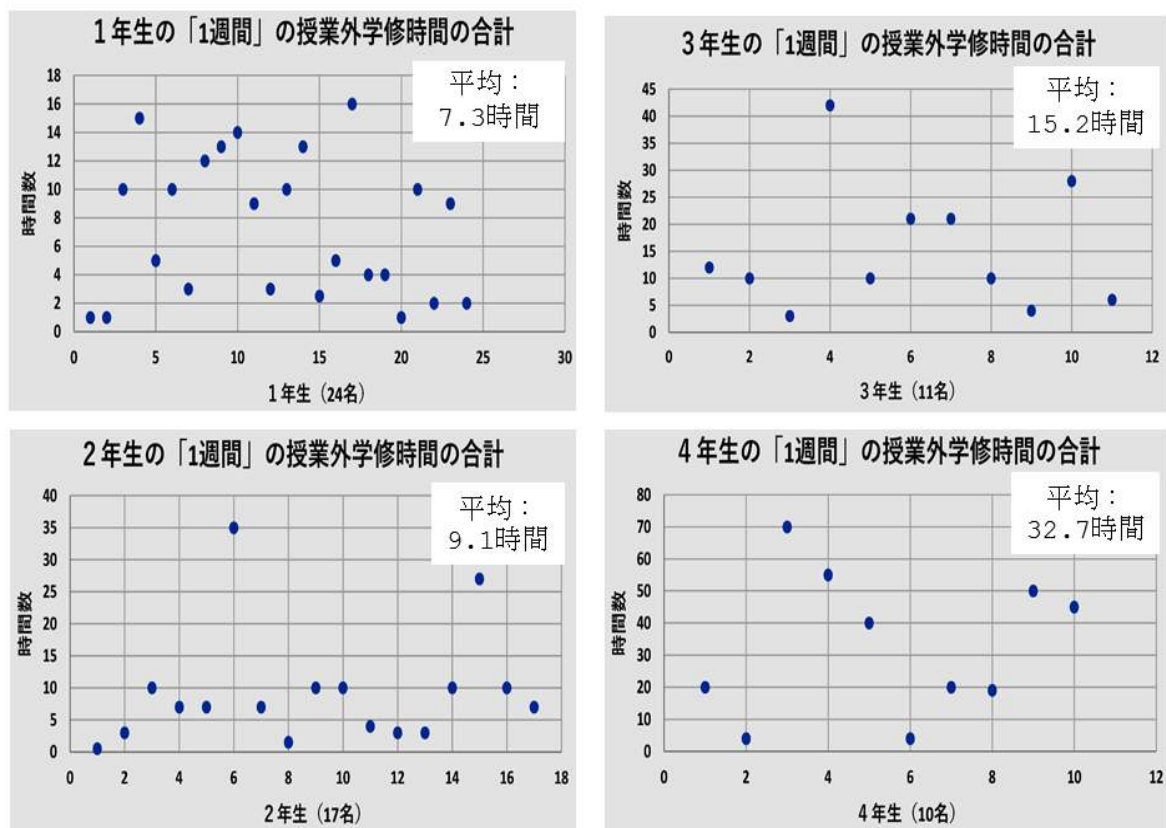 1年生の「1週間」の授業外学修時間の合計
平均：
7.3時間
時間数
18
16
14
12
10
8
6
4
2
0
0 5 10 15 20 25 30
1年生（24名）
3年生の「1週間」の授業外学修時間の合計
平均：
15.2時間
時間数
45
40
35
30
25
20
15
10
5
0
0 2 4 6 8 10 12
3年生（11名）
2年生の「1週間」の授業外学修時間の合計
平均：
9.1時間
時間数
40
35
30
25
20
15
10
5
0
0 2 4 6 8 10 12 14 16 18
2年生（17名）
4年生の「1週間」の授業外学修時間の合計
平均：
32.7時間
時間数
80
70
60
50
40
30
20
10
0
0 2 4 6 8 10 12
4年生（10名）